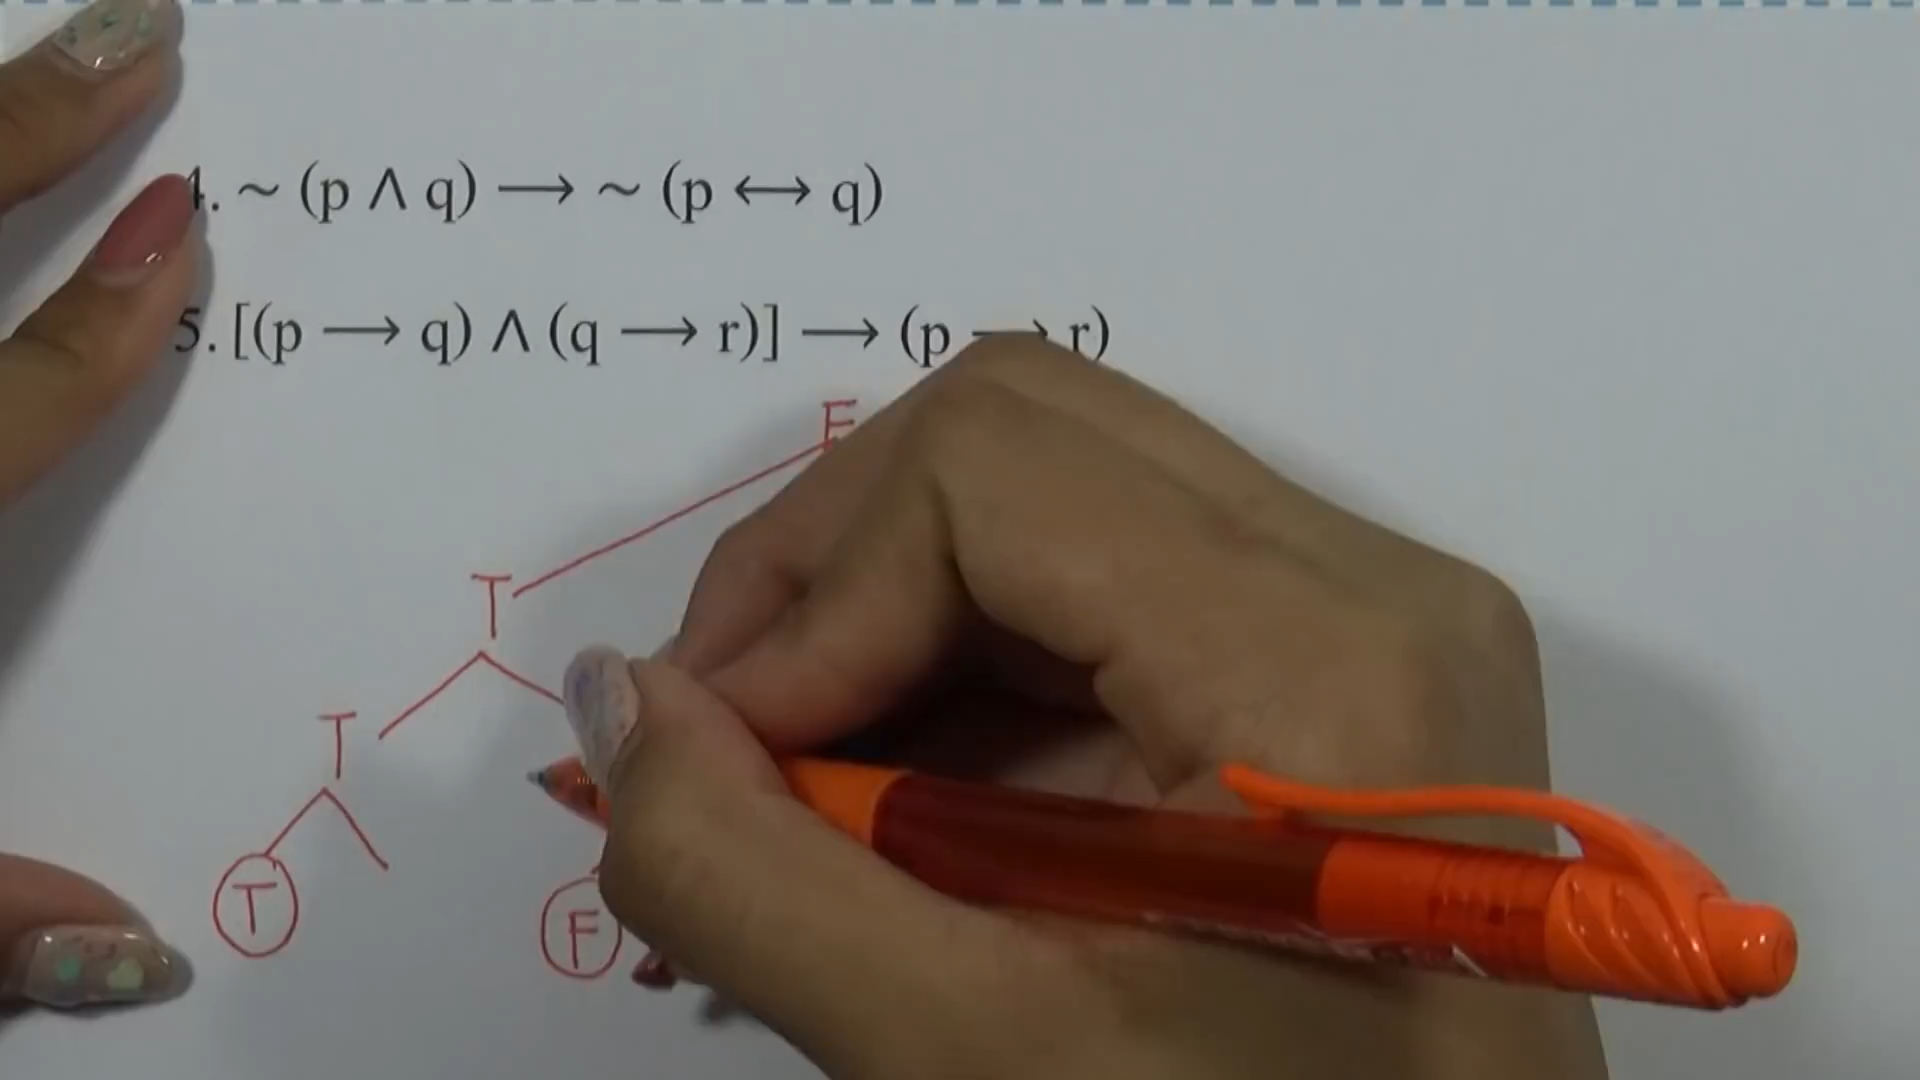 4. ~ (p ∧ q) ⟶ ~ (p ⟷ q)
5. [(p ⟶ q) ∧ (q ⟶ r)] ⟶ (p ⟶ r)
F
T
T
T F